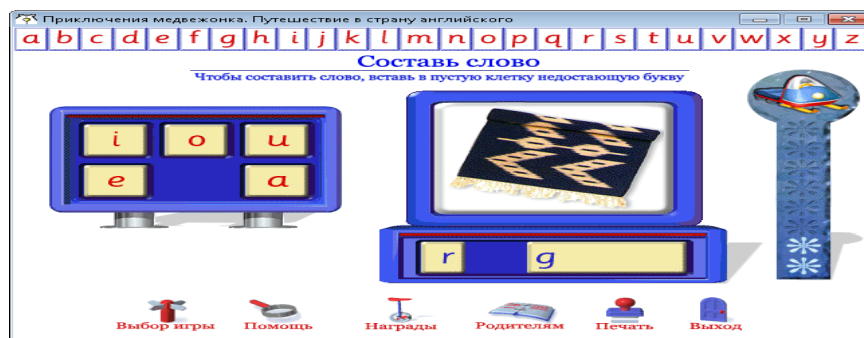 Приключения медвежонка. Путешествие в страну английского
a b c d e f g h i j k l m n o p q r s t u v w x y z
Составь слово
Чтобы составить слово, вставь в пустую клетку недостающую букву
i o u
e a
r g
Выбор игры Помощь Награды Родителям Печать Выход